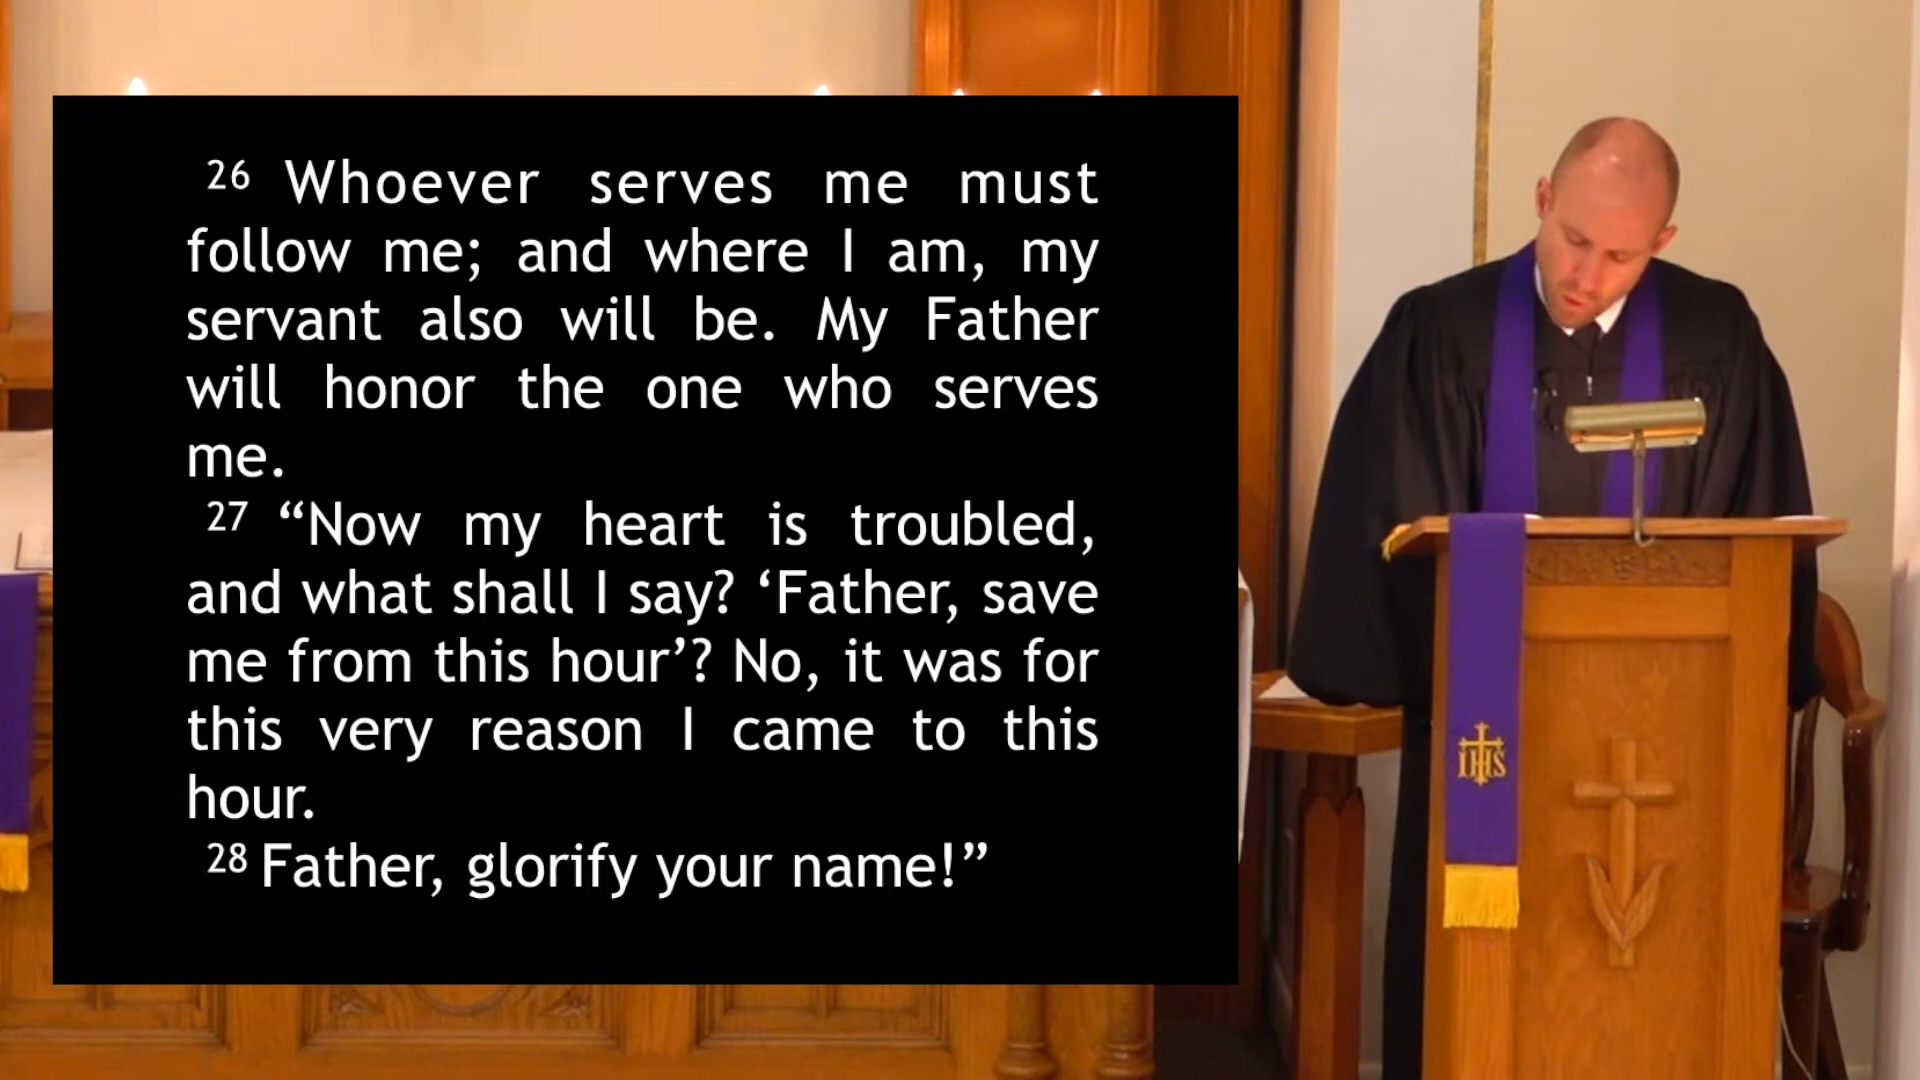 26 Whoever serves me must
follow me; and where I am, my
servant also will be. My Father
will honor the one who serves
me.
27 “Now my heart is troubled,
and what shall I say? ‘Father, save
me from this hour’? No, it was for
this very reason I came to this
hour.
28 Father, glorify your name!”
IHS